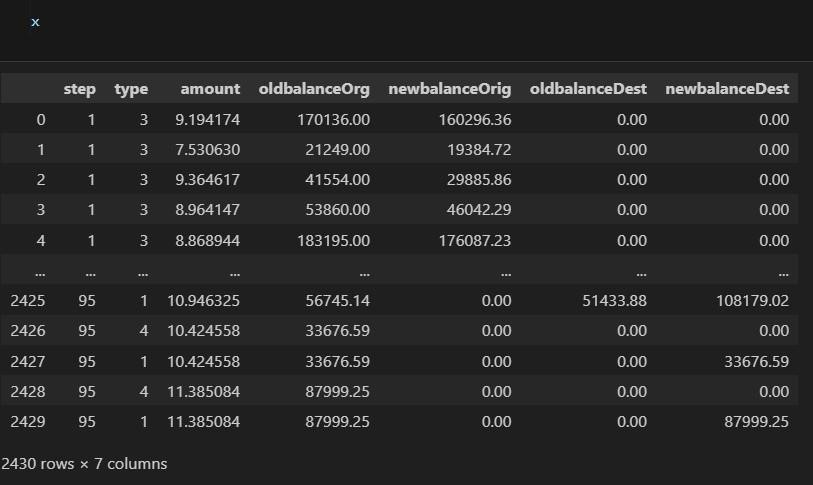 x
step type amount oldbalanceOrg newbalanceOrig oldbalanceDest newbalanceDest
0 1 3 9.194174 170136.00 160296.36 0.00 0.00
1 1 3 7.530630 21249.00 19384.72 0.00 0.00
2 1 3 9.364617 41554.00 29885.86 0.00 0.00
3 1 3 8.964147 53860.00 46042.29 0.00 0.00
4 1 3 8.868944 183195.00 176087.23 0.00 0.00
... ... ... ... ... ... ... ...
2425 95 1 10.946325 56745.14 0.00 51433.88 108179.02
2426 95 4 10.424558 33676.59 0.00 0.00 0.00
2427 95 1 10.424558 33676.59 0.00 0.00 33676.59
2428 95 4 11.385084 87999.25 0.00 0.00 0.00
2429 95 1 11.385084 87999.25 0.00 0.00 87999.25
2430 rows × 7 columns